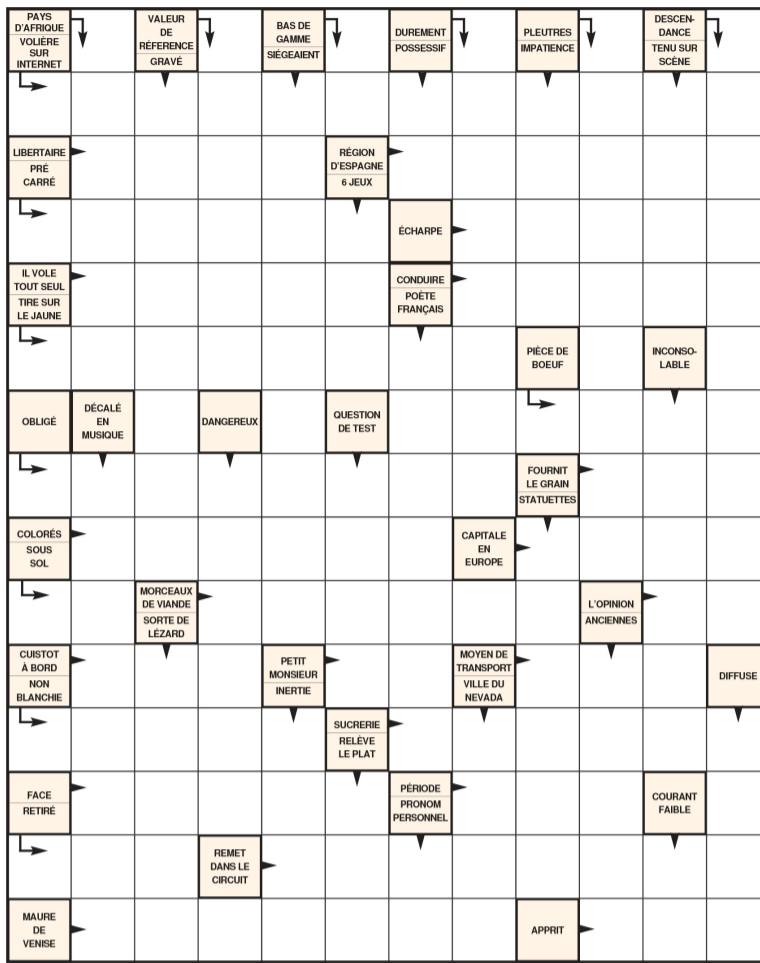 PAYS
D'AFRIQUE
VOLIÈRE
SUR
INTERNET
VALEUR
DE
RÉFERENCE
GRAVÉ
BAS DE
GAMME
SIÉGEAIENT
DUREMENT
POSSESSIF
PLEUTRES
IMPATIENCE
DESCEN-
DANCE
TENU SUR
SCÈNE
LIBERTAIRE
PRÉ
CARRÉ
RÉGION
D'ESPAGNE
6 JEUX
ÉCHARPE
IL VOLE
TOUT SEUL
TIRE SUR
LE JAUNE
CONDUIRE
POÈTE
FRANÇAIS
PIÈCE DE
BOEUF
INCONSO-
LABLE
OBLIGÉ
DÉCALÉ
EN
MUSIQUE
DANGEREUX
QUESTION
DE TEST
FOURNIT
LE GRAIN
STATUETTES
COLORÉS
SOUS
SOL
CAPITALE
EN
EUROPE
MORCEAUX
DE VIANDE
SORTE DE
LÉZARD
L'OPINION
ANCIENNES
CUISTOT
À BORD
NON
BLANCHIE
PETIT
MONSIEUR
INERTIE
MOYEN DE
TRANSPORT
VILLE DU
NEVADA
DIFFUSE
SUCRERIE
RELÈVE
LE PLAT
FACE
RETIRÉ
PÉRIODE
PRONOM
PERSONNEL
COURANT
FAIBLE
REMET
DANS LE
CIRCUIT
MAURE
DE
VENISE
APPRIT